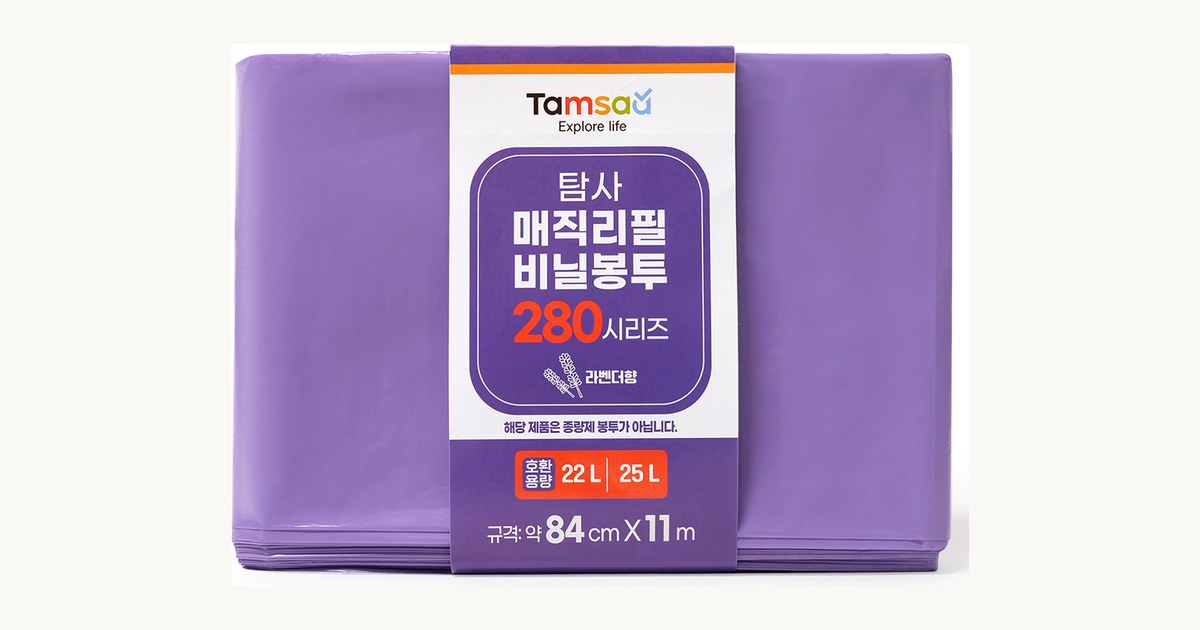 Tamsaa
Explore life
탐사
매직리필
비닐봉투
280시리즈
라벤더향
해당 제품은 종량제 봉투가 아닙니다.
호환
용량
22 L | 25 L
규격: 약 84 cm X 11 m